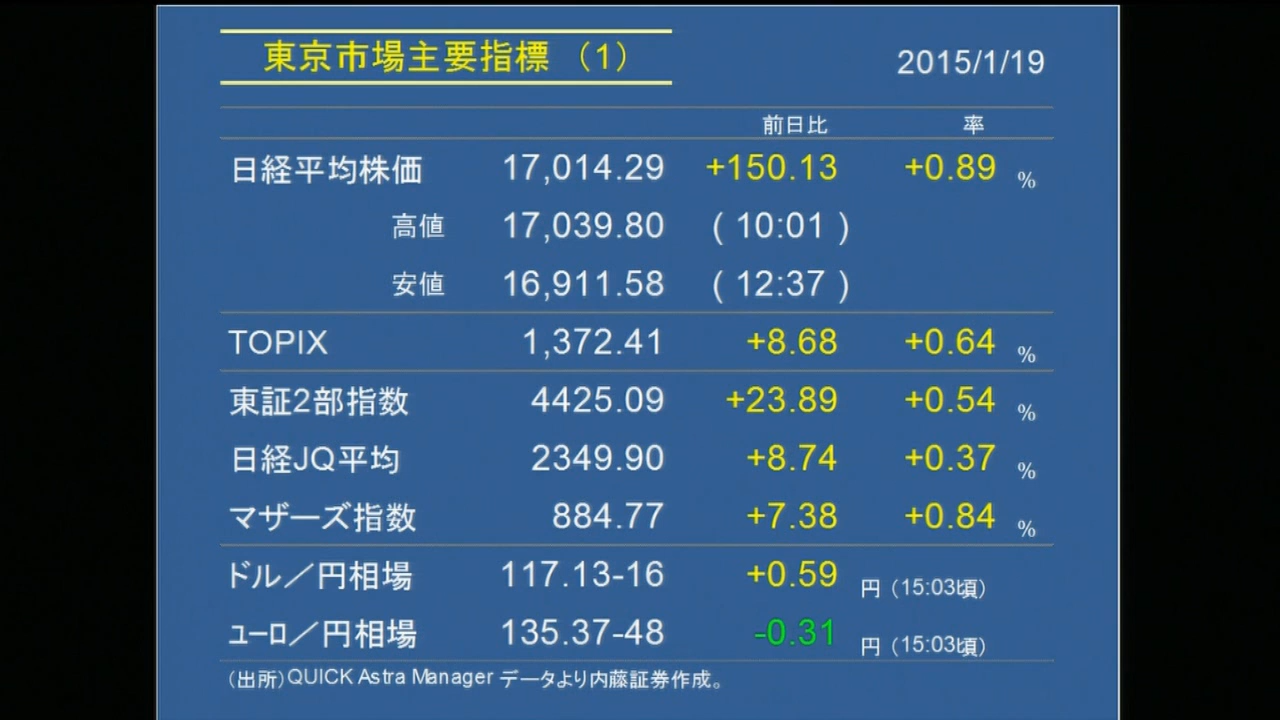 東京市場主要指標 (1) 2015/1/19
前日比 率
日経平均株価 17,014.29 +150.13 +0.89 %
高値 17,039.80 ( 10:01 )
安値 16,911.58 ( 12:37 )
TOPIX 1,372.41 +8.68 +0.64 %
東証2部指数 4425.09 +23.89 +0.54 %
日経JQ平均 2349.90 +8.74 +0.37 %
マザーズ指数 884.77 +7.38 +0.84 %
ドル/円相場 117.13-16 +0.59 円 (15:03頃)
ユーロ/円相場 135.37-48 -0.31 円 (15:03頃)
(出所)QUICK Astra Manager データより内藤証券作成。